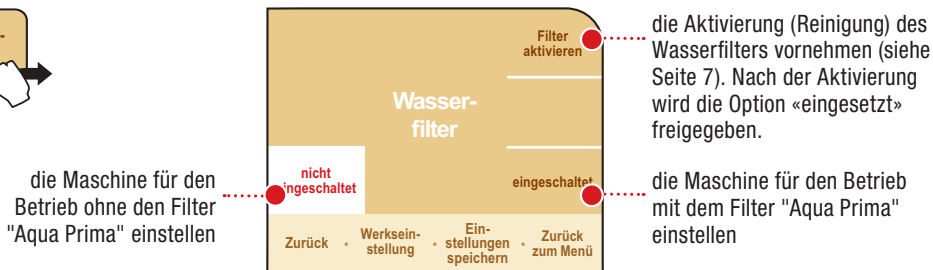 -
Filter
aktivieren
Wasser-
filter
nicht
eingeschaltet
eingeschaltet
Zurück
Werksein-
stellung
Ein-
stellungen
speichern
Zurück
zum Menü
die Aktivierung (Reinigung) des
Wasserfilters vornehmen (siehe
Seite 7). Nach der Aktivierung
wird die Option «eingesetzt»
freigegeben.
die Maschine für den
Betrieb ohne den Filter
"Aqua Prima" einstellen
die Maschine für den Betrieb
mit dem Filter "Aqua Prima"
einstellen